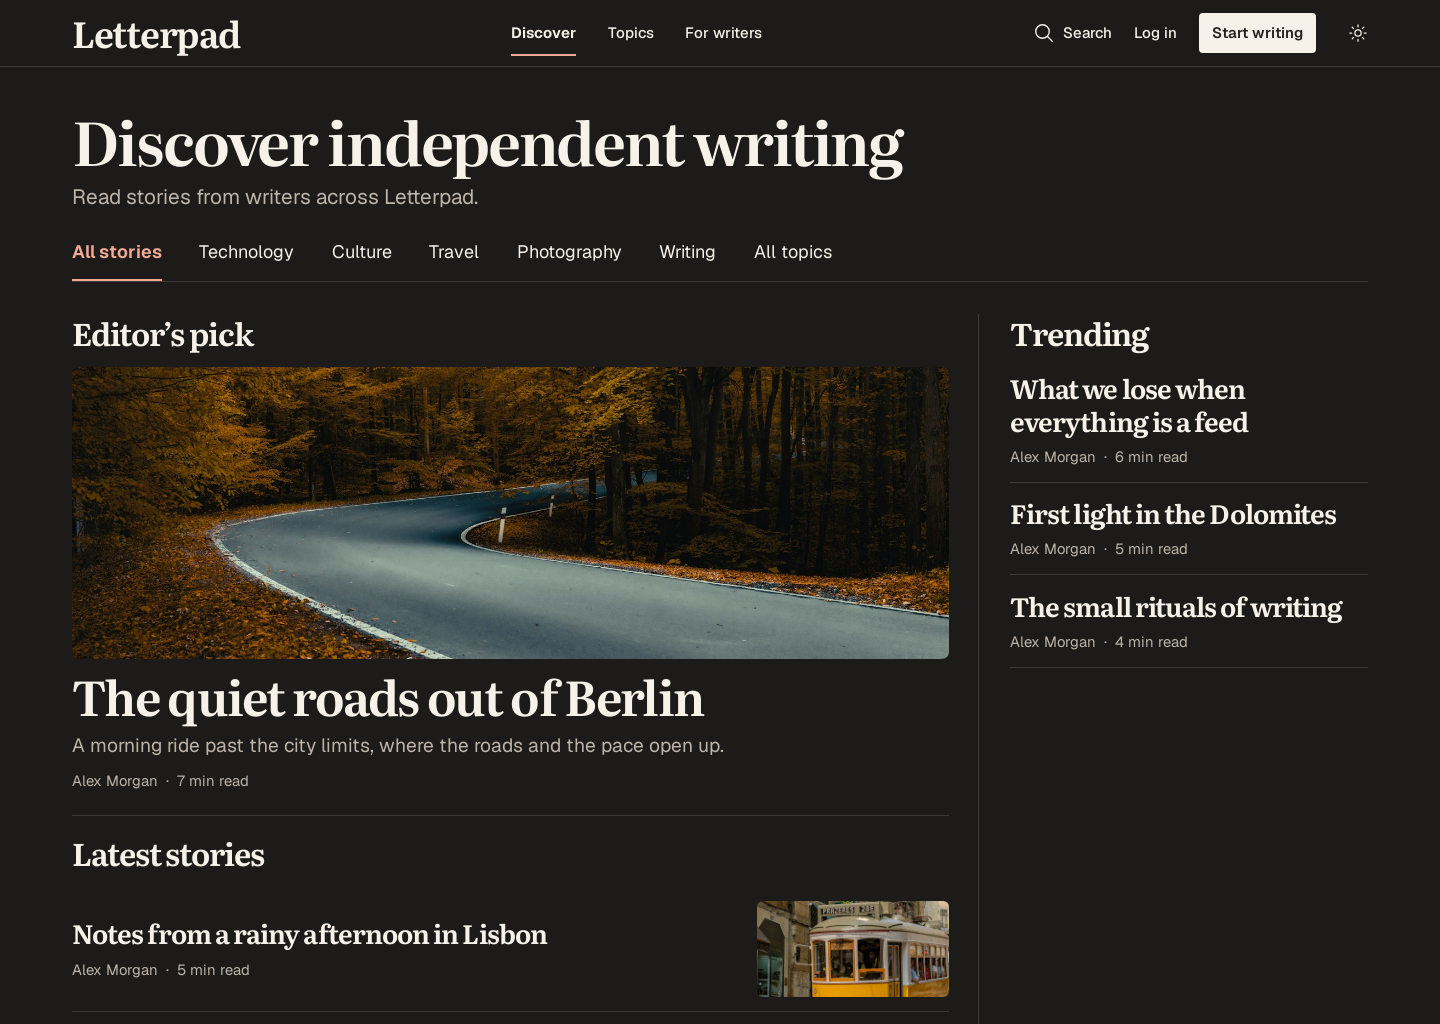 Letterpad
Discover
Topics
For writers
Search
Log in
Start writing
Discover independent writing
Read stories from writers across Letterpad.
All stories
Technology
Culture
Travel
Photography
Writing
All topics
Editor’s pick
The quiet roads out of Berlin
A morning ride past the city limits, where the roads and the pace open up.
Alex Morgan · 7 min read
Latest stories
Notes from a rainy afternoon in Lisbon
Alex Morgan · 5 min read
Trending
What we lose when
everything is a feed
Alex Morgan · 6 min read
First light in the Dolomites
Alex Morgan · 5 min read
The small rituals of writing
Alex Morgan · 4 min read